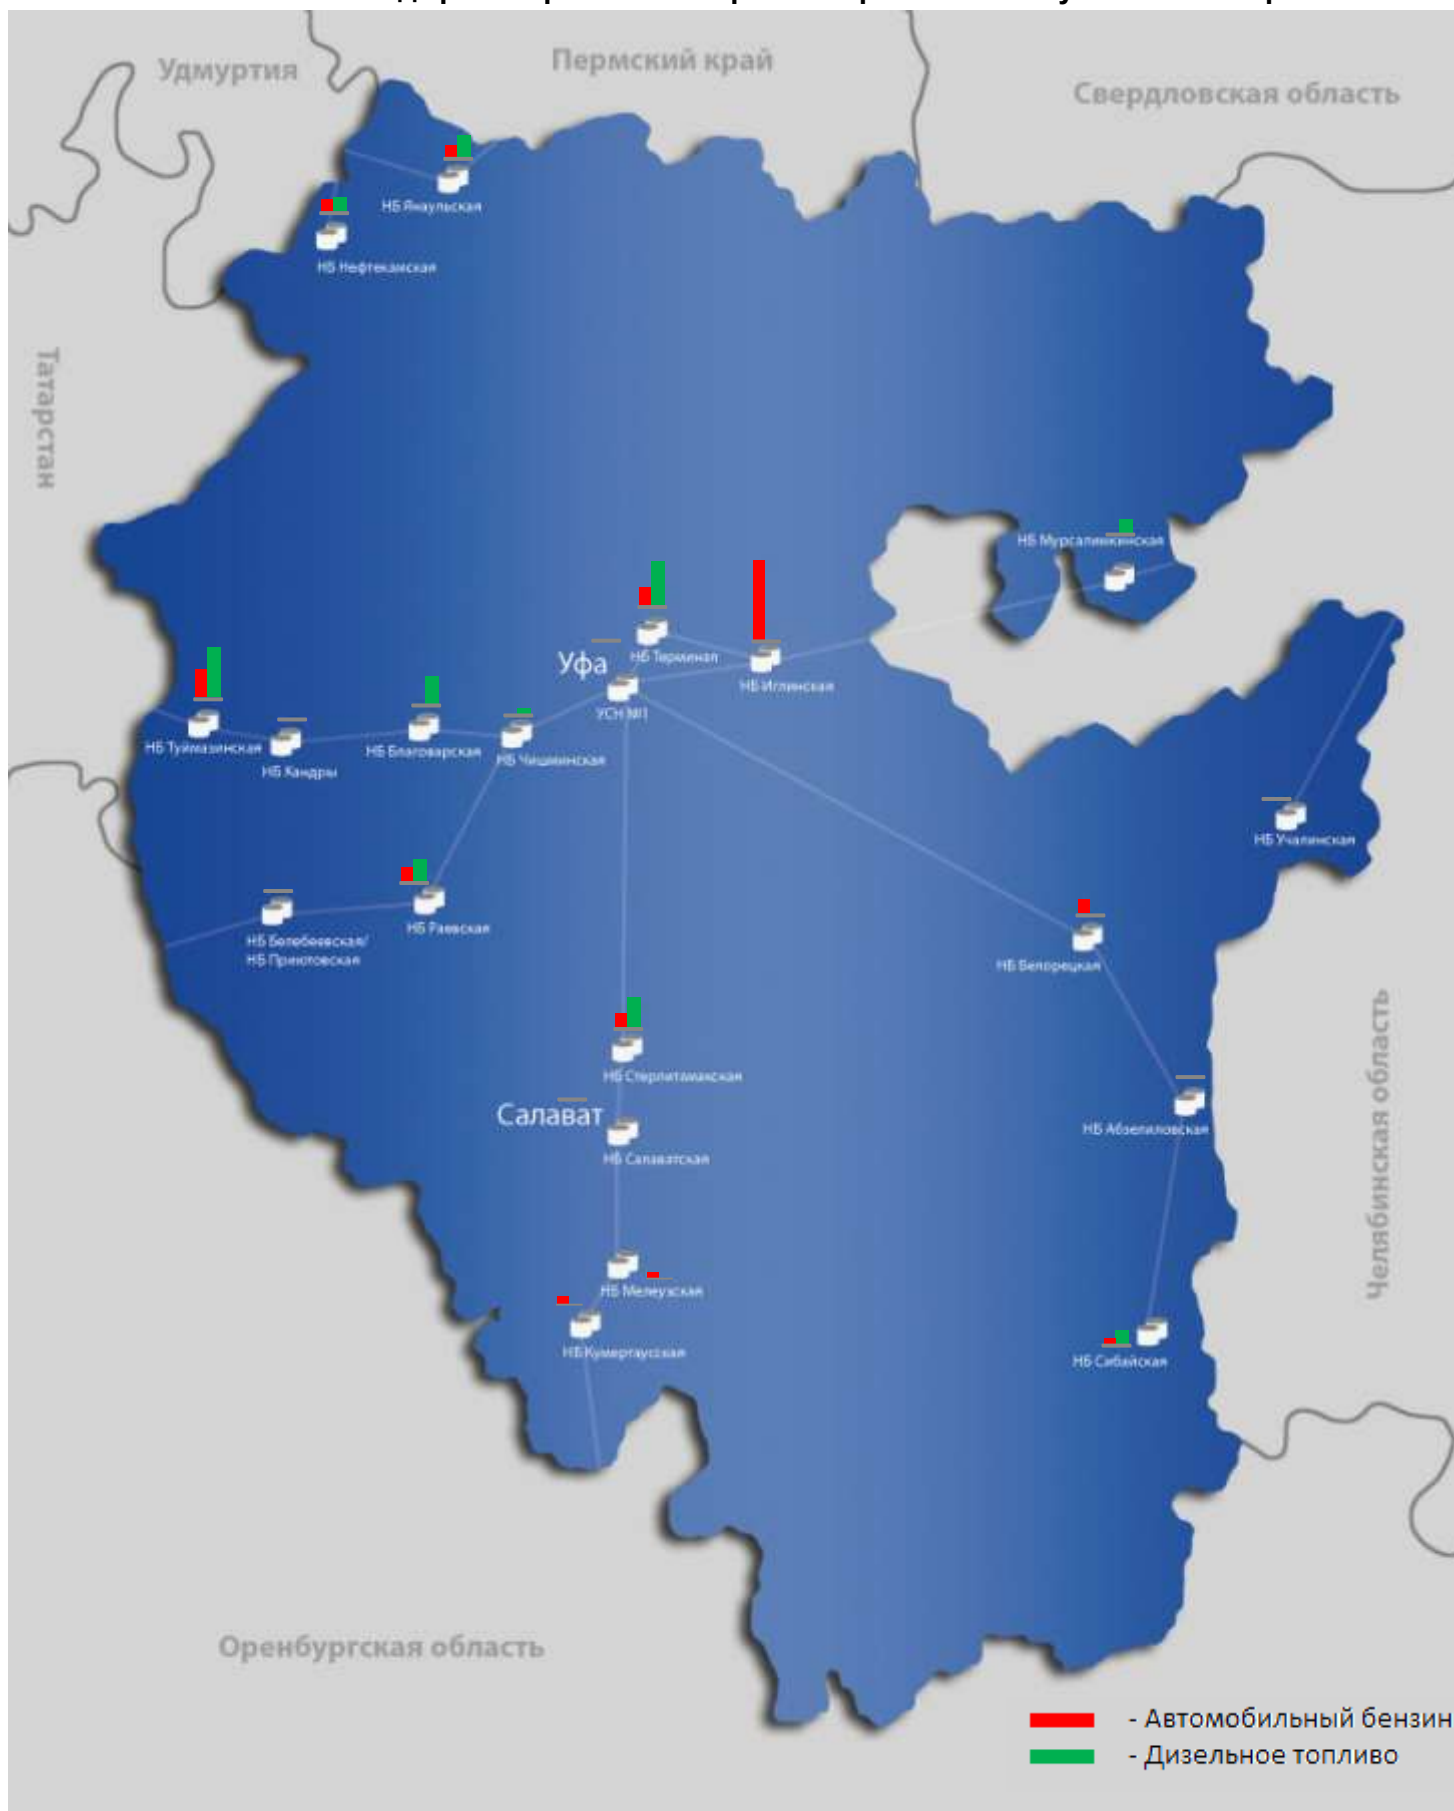 Удмуртия
Пермский край
Свердловская область
НБ Янаульская
НБ Нефтекамская
Татарстан
НБ Мурсалимкинская
Уфа
НБ Терминал
НБ Иглинская
УСН №1
НБ Туймазинская
НБ Кандры
НБ Благоварская
НБ Чишминская
НБ Учалинская
НБ Раевская
НБ Белебеевская/
НБ Приютовская
НБ Белорецкая
НБ Стерлитамакская
Салават
НБ Салаватская
НБ Абзелиловская
Челябинская область
НБ Мелеузская
НБ Кумертауская
НБ Сибайская
Оренбургская область
- Автомобильный бензин
- Дизельное топливо